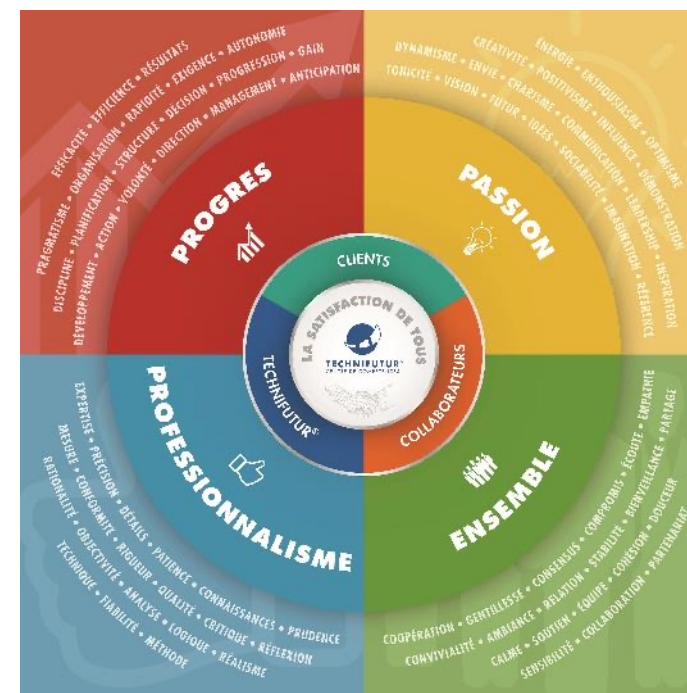 EFFICACITÉ • EFFICIENCE • RÉSULTATS
PRAGMATISME • ORGANISATION • RAPIDITÉ • EXIGENCE • AUTONOMIE
DISCIPLINE • PLANIFICATION • STRUCTURE • DÉCISION • PROGRESSION • GAIN
DÉVELOPPEMENT • ACTION • VOLONTÉ • DIRECTION • MANAGEMENT • ANTICIPATION
PROGRES
ÉNERGIE • ENTHOUSIASME • OPTIMISME
CRÉATIVITÉ • POSITIVISME • INFLUENCE • DÉMONSTRATION
DYNAMISME • ENVIE • CHARISME • COMMUNICATION • LEADERSHIP • INSPIRATION
TONICITÉ • VISION • FUTUR • IDÉES • SOCIABILITÉ • IMAGINATION • RÉFÉRENCE
PASSION
CLIENTS
LA SATISFACTION DE TOUS
TECHNIFUTUR®
CENTRE DE COMPÉTENCES
TECHNIFUTUR®
COLLABORATEURS
PROFESSIONNALISME
EXPERTISE • PRÉCISION • DÉTAILS • PATIENCE • CONNAISSANCES • PRUDENCE
MESURE • CONFORMITÉ • RIGUEUR • QUALITÉ • CRITIQUE • RÉFLEXION
RATIONALITÉ • OBJECTIVITÉ • ANALYSE • LOGIQUE • RÉALISME
TECHNIQUE • FIABILITÉ • MÉTHODE
ENSEMBLE
COOPÉRATION • GENTILLESSE • CONSENSUS • COMPROMIS • ÉCOUTE • EMPATHIE
CONVIVIALITÉ • AMBIANCE • RELATION • STABILITÉ • BIENVEILLANCE • PARTAGE
CALME • SOUTIEN • ÉQUIPE • COHÉSION • DOUCEUR
SENSIBILITÉ • COLLABORATION • PARTENARIAT